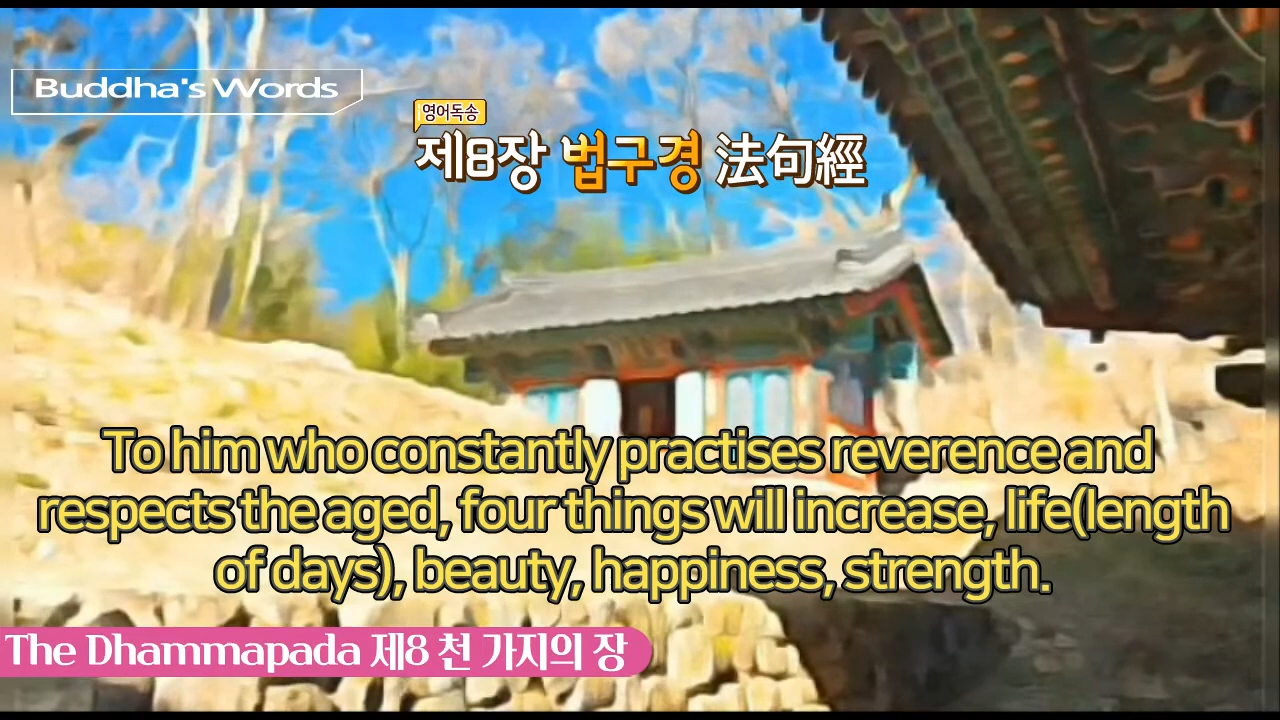 Buddha's Words
영어독송
제8장 법구경 法句經
To him who constantly practises reverence and
respects the aged, four things will increase, life(length
of days), beauty, happiness, strength.
The Dhammapada 제8 천 가지의 장